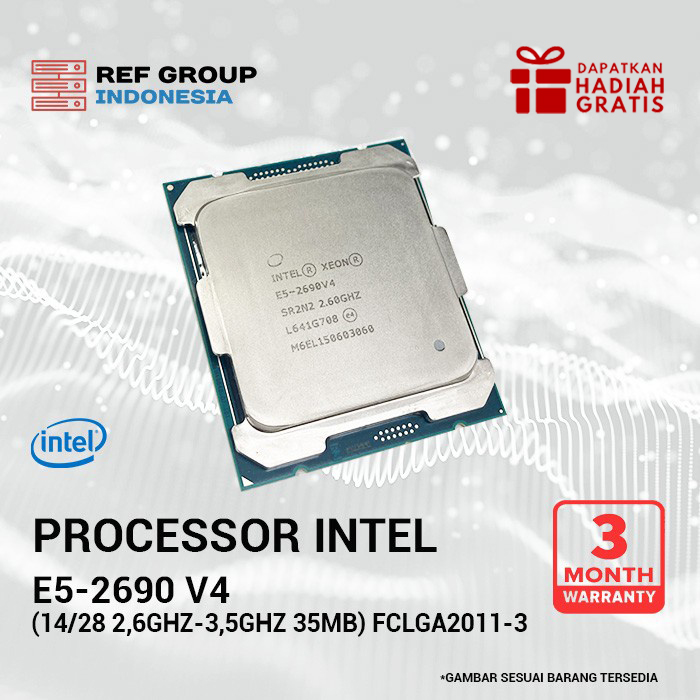 REF GROUP
INDONESIA
DAPATKAN
HADIAH
GRATIS
INTEL® XEON®
E5-2690V4
SR2N2 2.60GHZ
L641G708 e4
M6EL150603060
intel
PROCESSOR INTEL
E5-2690 V4
(14/28 2,6GHZ-3,5GHZ 35MB) FCLGA2011-3
3
MONTH
WARRANTY
*GAMBAR SESUAI BARANG TERSEDIA